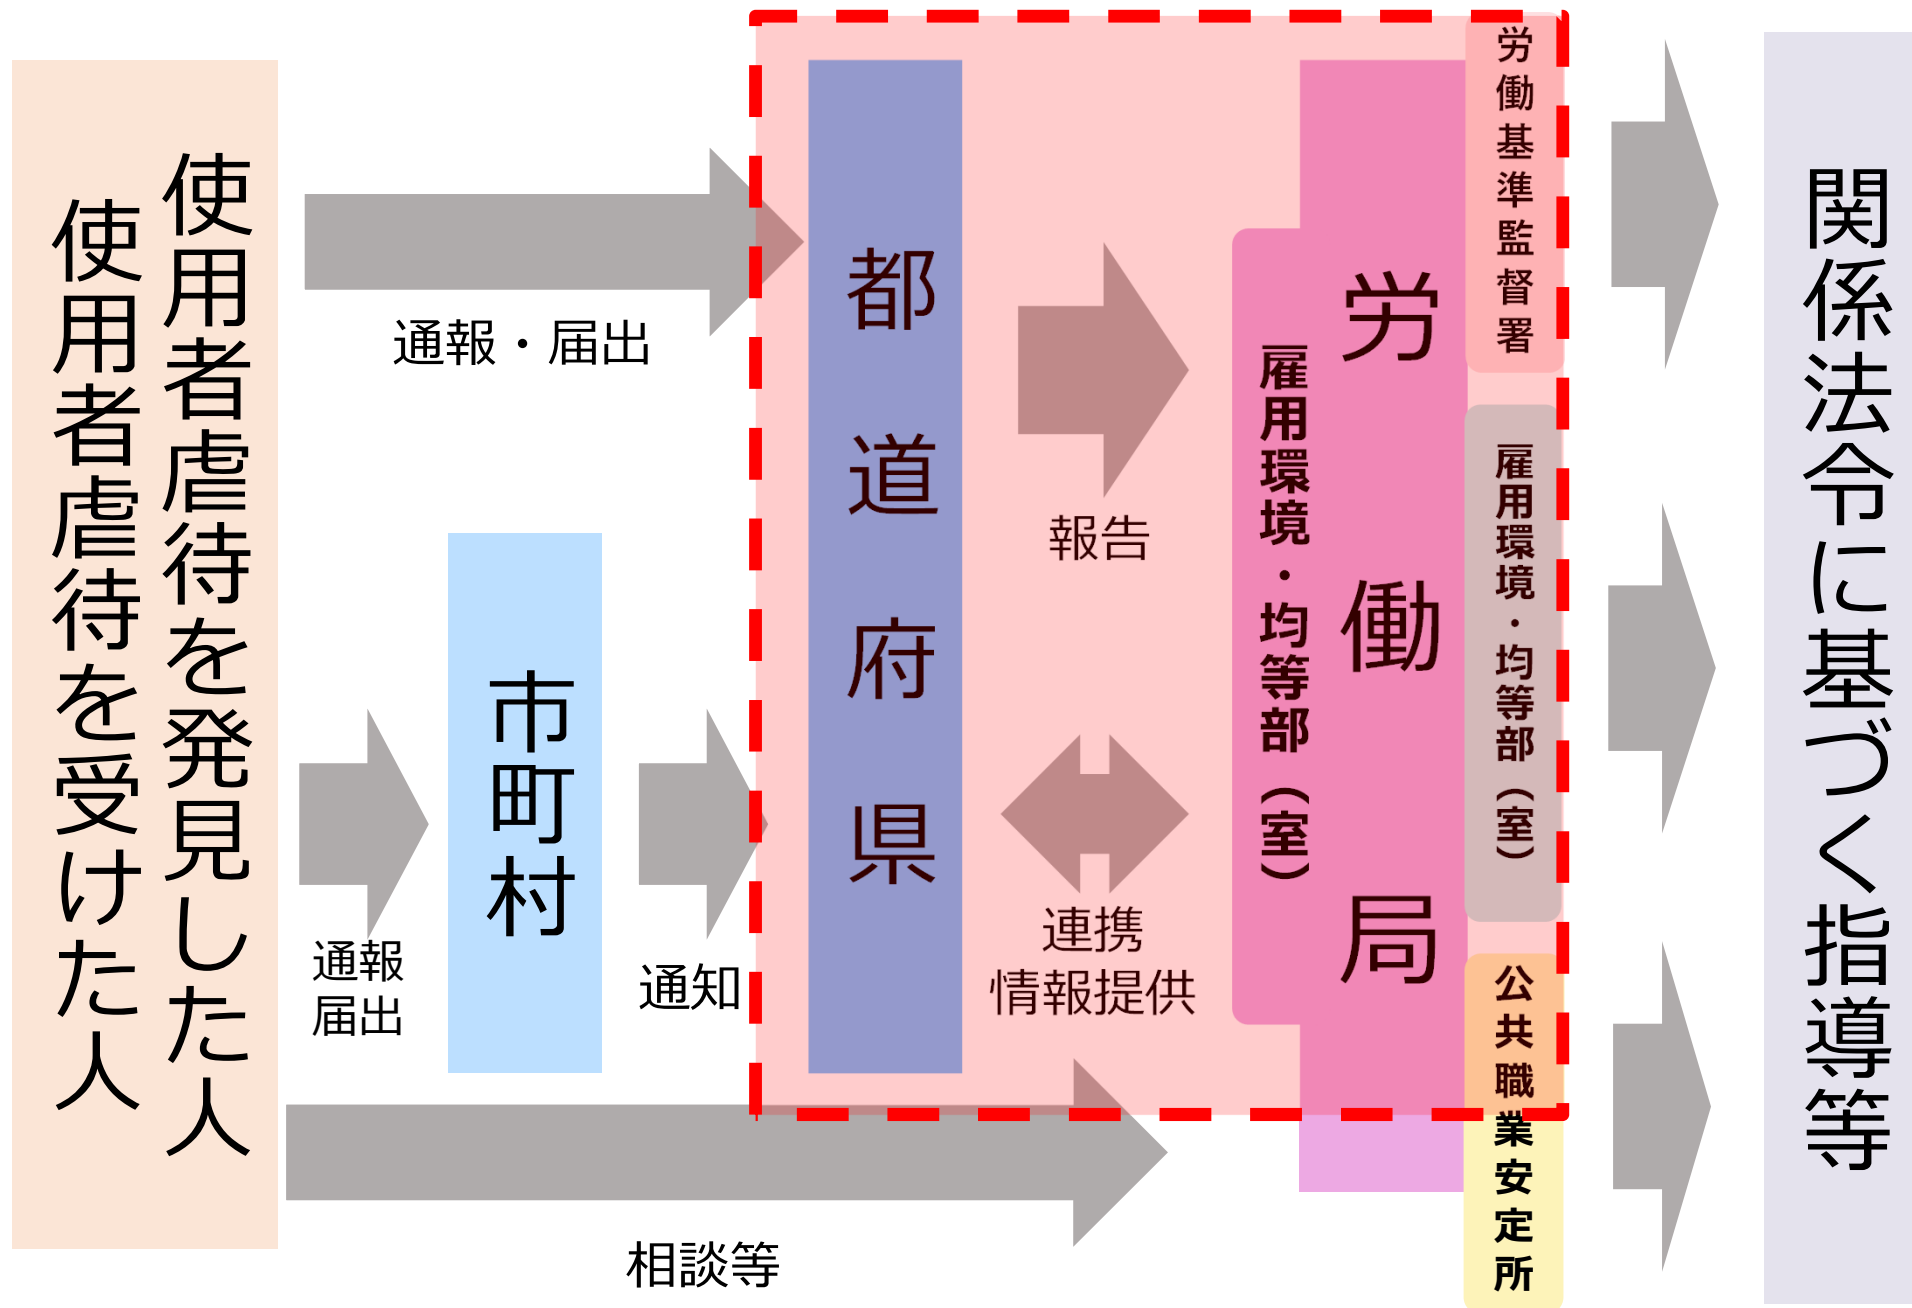 使用者虐待を発見した人
使用者虐待を受けた人
通報・届出
通報
届出
市町村
通知
相談等
都道府県
報告
連携
情報提供
雇用環境・均等部（室）
労働局
労働基準監督署
雇用環境・均等部（室）
公共職業安定所
関係法令に基づく指導等